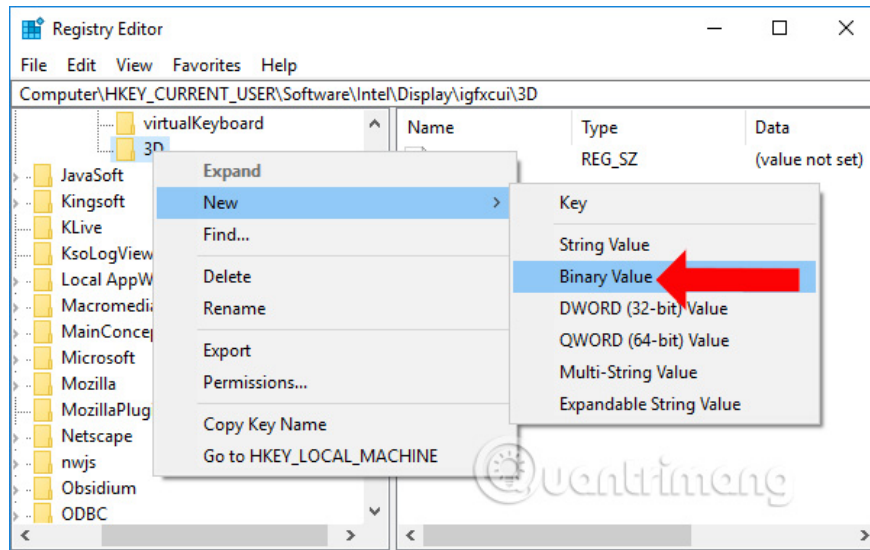 Registry Editor
File Edit View Favorites Help
Computer\HKEY_CURRENT_USER\Software\Intel\Display\igfxcui\3D
virtualKeyboard
3D
JavaSoft
Kingsoft
KLive
KsoLogView
Local AppW
Macromedi
MainConce
Microsoft
Mozilla
MozillaPlug
Netscape
nwjs
Obsidium
ODBC
Name Type Data
REG_SZ (value not set)
Expand
New
Find...
Delete
Rename
Export
Permissions...
Copy Key Name
Go to HKEY_LOCAL_MACHINE
Key
String Value
Binary Value
DWORD (32-bit) Value
QWORD (64-bit) Value
Multi-String Value
Expandable String Value
Quantrimang